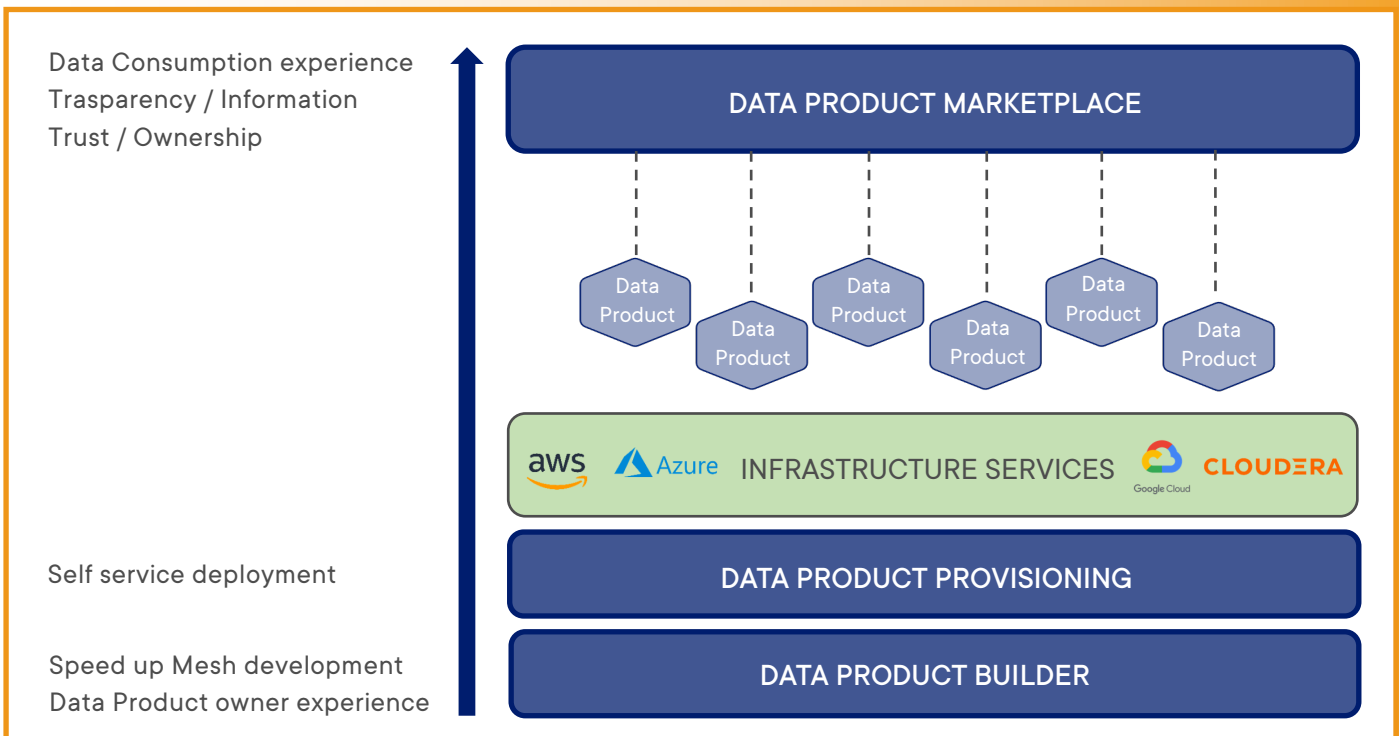 Data Consumption experience
Trasparency / Information
Trust / Ownership
DATA PRODUCT MARKETPLACE
Data
Product
Data
Product
Data
Product
Data
Product
Data
Product
Data
Product
aws
Azure
INFRASTRUCTURE SERVICES
Google Cloud
CLOUDERA
Self service deployment
DATA PRODUCT PROVISIONING
Speed up Mesh development
Data Product owner experience
DATA PRODUCT BUILDER